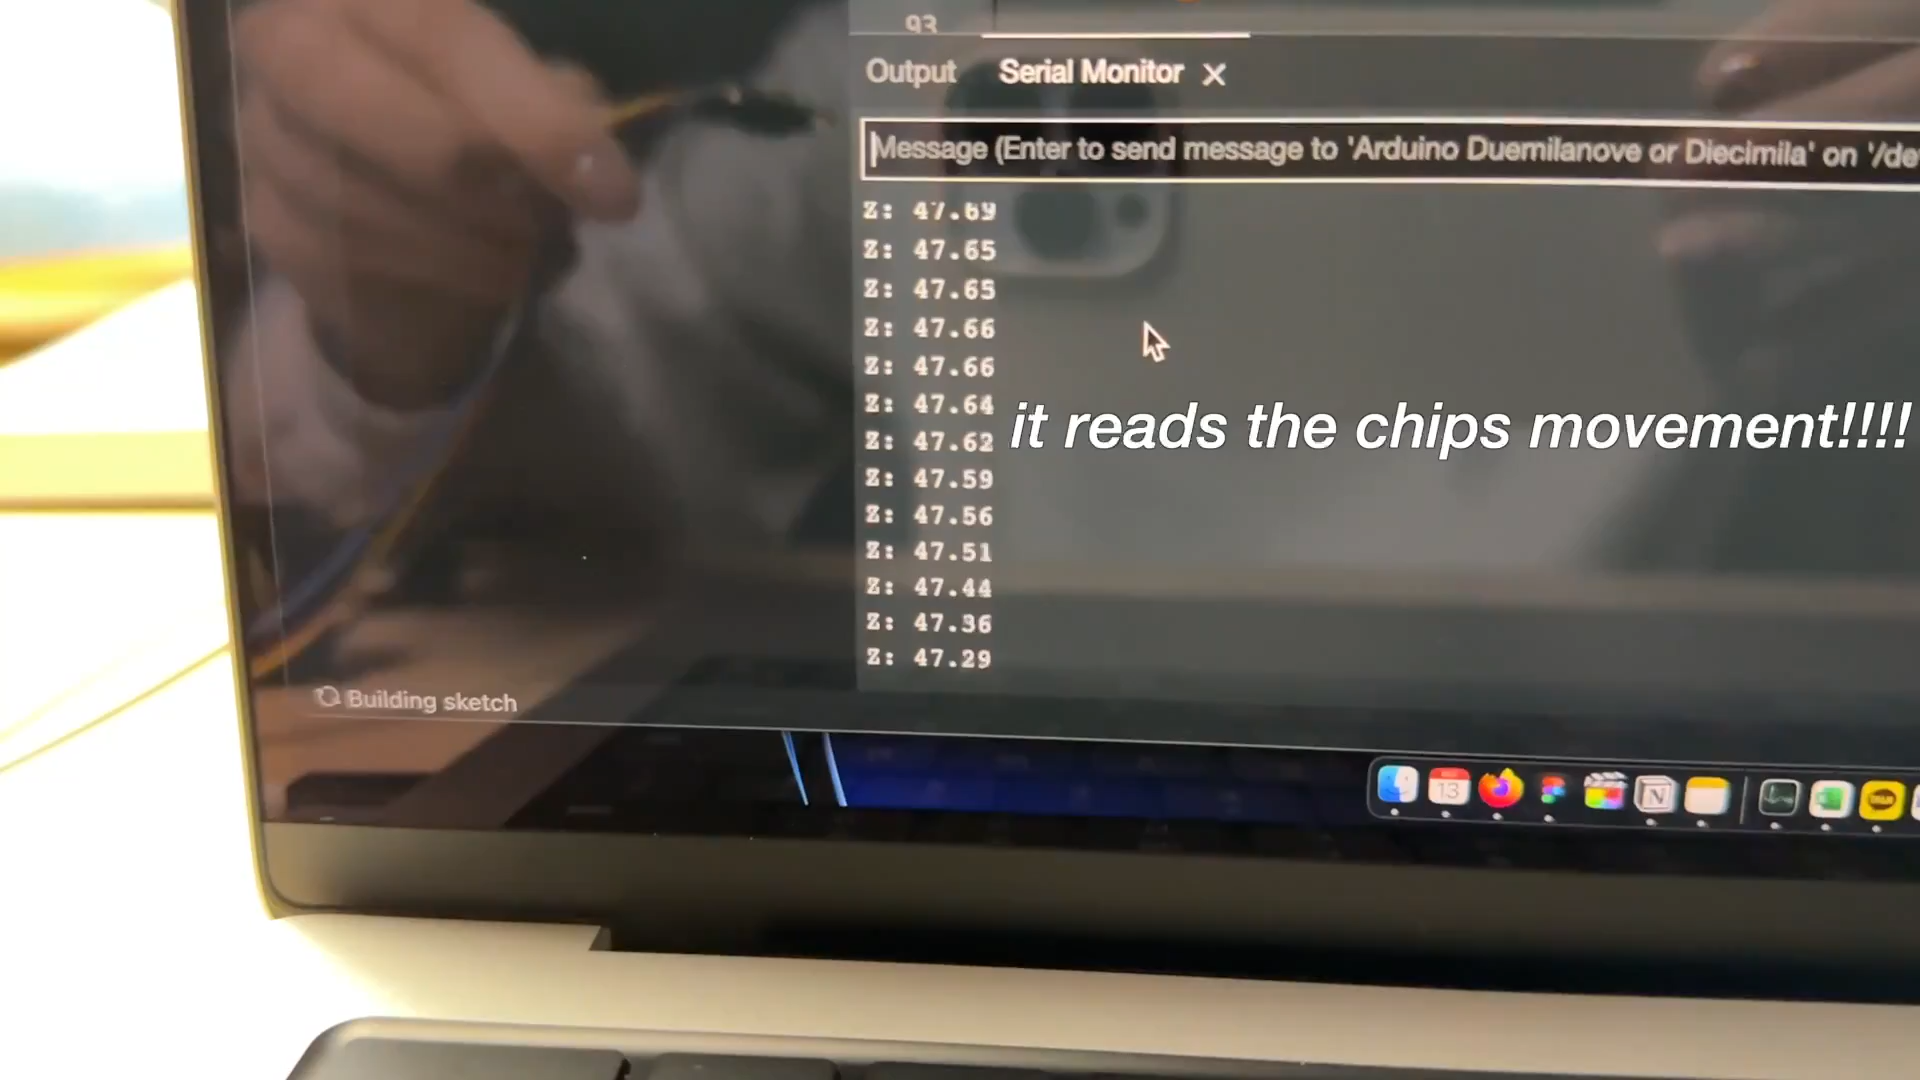 93
Output Serial Monitor
Message (Enter to send message to 'Arduino Duemilanove or Diecimila' on '/de
Z: 47.69
Z: 47.65
Z: 47.65
Z: 47.66
Z: 47.66
Z: 47.64
it reads the chips movement!!!!
Z: 47.62
Z: 47.59
Z: 47.56
Z: 47.51
Z: 47.44
Z: 47.36
Z: 47.29
Building sketch
13